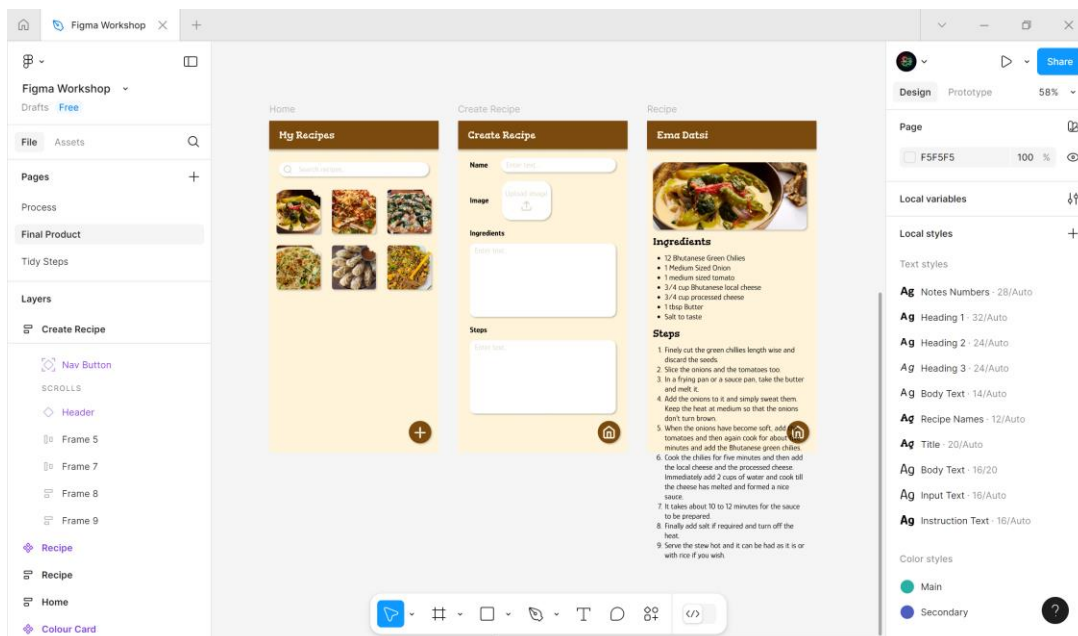 Figma Workshop
Figma Workshop
Drafts Free
File Assets
Pages
Process
Final Product
Tidy Steps
Layers
Create Recipe
Nav Button
SCROLLS
Header
Frame 5
Frame 7
Frame 8
Frame 9
Recipe
Recipe
Home
Colour Card
Home
My Recipes
Search recipes
Create Recipe
Create Recipe
Name Enter text
Image Upload Image
Ingredients
Enter text
Steps
Enter text
Recipe
Ema Datsi
Ingredients
• 12 Bhutanese Green Chilies
• 1 Medium Sized Onion
• 1 medium sized tomato
• 3/4 cup Bhutanese local cheese
• 3/4 cup processed cheese
• 1 tbsp Butter
• Salt to taste
Steps
1. Finely cut the green chillies length wise and
discard the seeds.
2. Slice the onions and the tomatoes too.
3. In a frying pan or a sauce pan, take the butter
and melt it.
4. Add the onions to it and simply sweat them.
Keep the heat at medium so that the onions
don't turn brown.
5. When the onions have become soft, add
tomatoes and then again cook for about
minutes and add the Bhutanese green chilies.
6. Cook the chilies for five minutes and then add
the local cheese and the processed cheese.
Immediately add 2 cups of water and cook till
the cheese has melted and formed a nice
sauce.
7. It takes about 10 to 12 minutes for the sauce
to be prepared.
8. Finally add salt if required and turn off the
heat.
9. Serve the stew hot and it can be had as it is or
with rice if you wish.
Share
Design Prototype 58%
Page
F5F5F5 100 %
Local variables
Local styles
Text styles
Ag Notes Numbers · 28/Auto
Ag Heading 1 · 32/Auto
Ag Heading 2 · 24/Auto
Ag Heading 3 · 24/Auto
Ag Body Text · 14/Auto
Ag Recipe Names · 12/Auto
Ag Title · 20/Auto
Ag Body Text · 16/20
Ag Input Text · 16/Auto
Ag Instruction Text · 16/Auto
Color styles
Main
Secondary
?